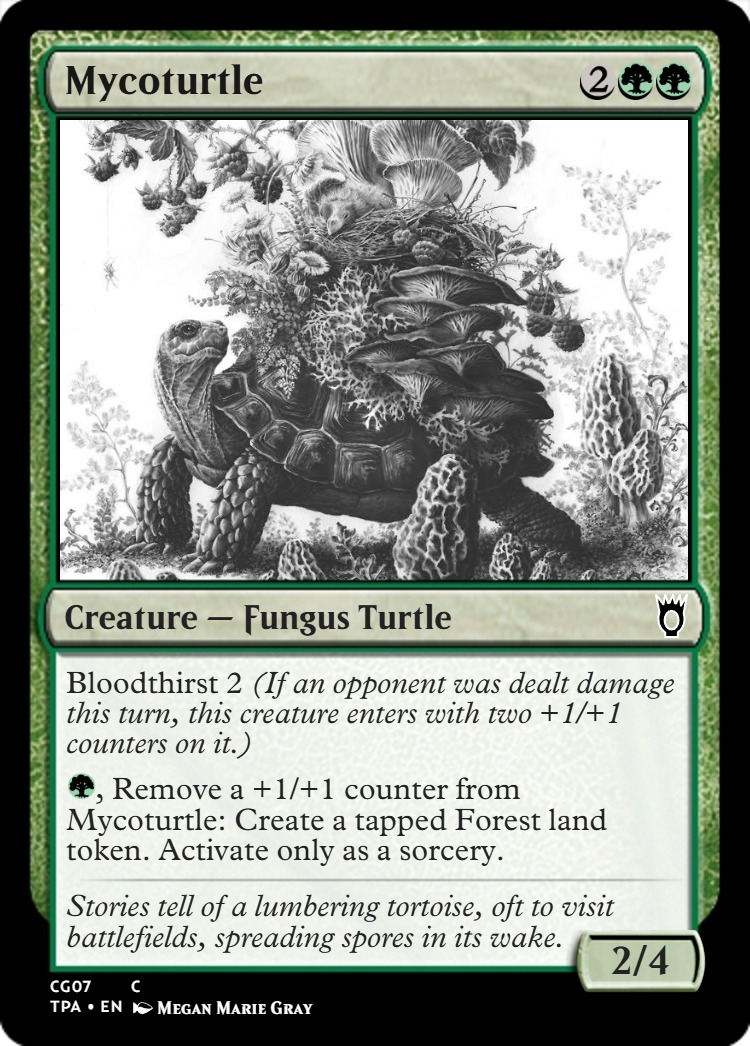 Mycoturtle 2
Creature — Fungus Turtle
Bloodthirst 2 (If an opponent was dealt damage
this turn, this creature enters with two +1/+1
counters on it.)
, Remove a +1/+1 counter from
Mycoturtle: Create a tapped Forest land
token. Activate only as a sorcery.
Stories tell of a lumbering tortoise, oft to visit
battlefields, spreading spores in its wake.
2/4
CG07 C
TPA • EN Megan Marie Gray